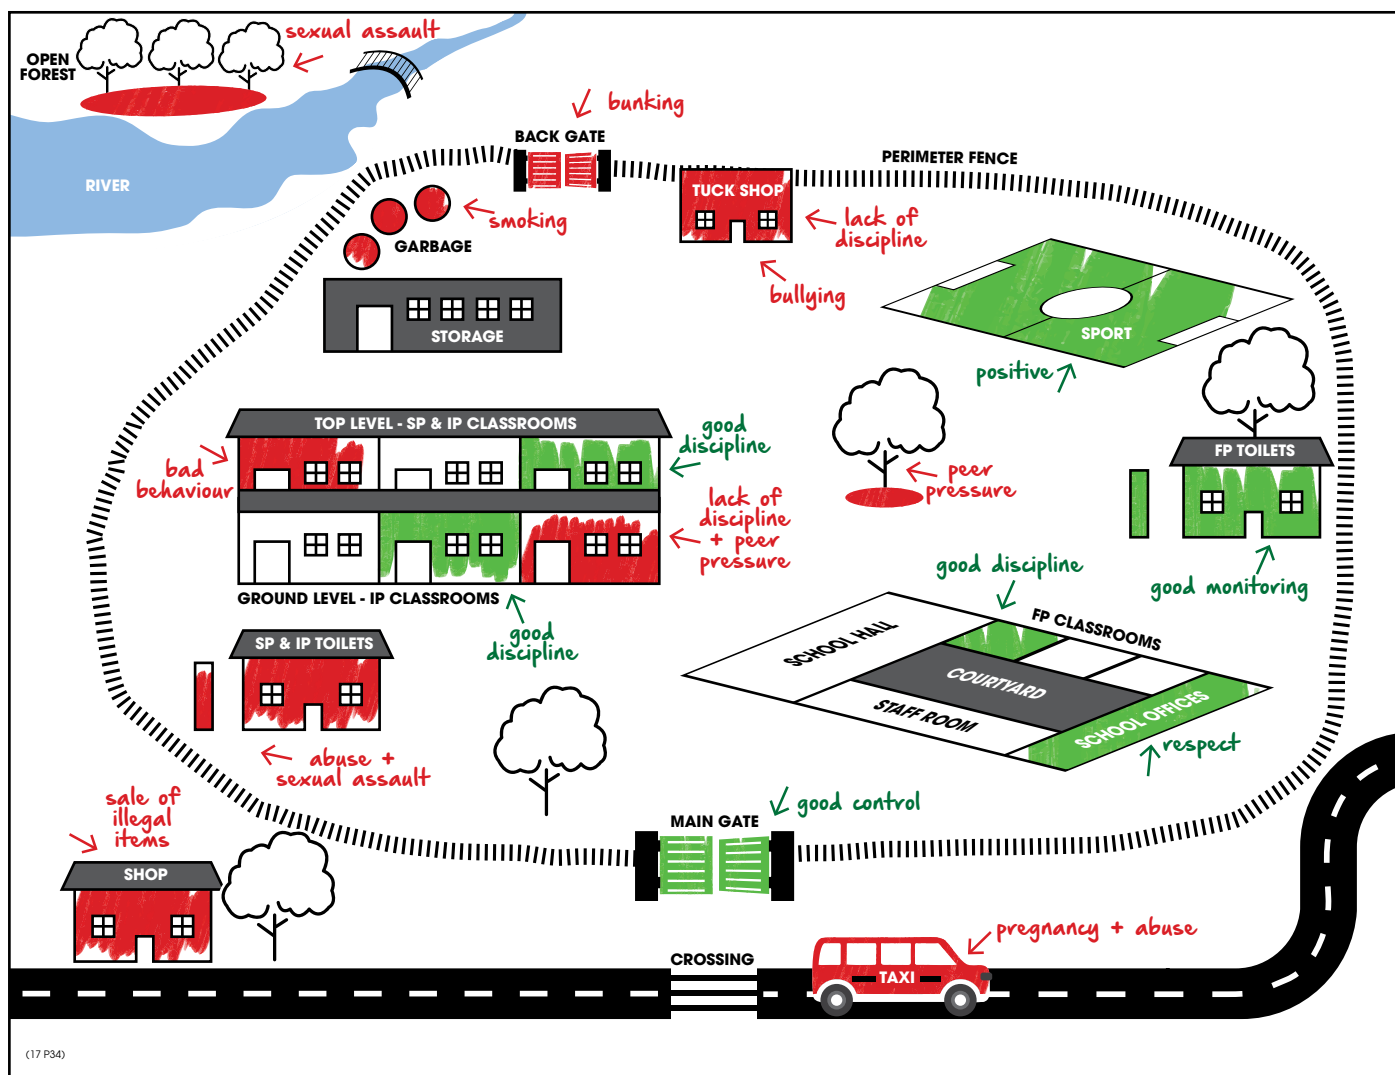 sexual assault
OPEN
FOREST
bunking
BACK GATE
PERIMETER FENCE
RIVER
TUCK SHOP
smoking
lack of
discipline
GARBAGE
bullying
STORAGE
SPORT
positive
TOP LEVEL - SP & IP CLASSROOMS
good
discipline
bad
behaviour
FP TOILETS
peer
pressure
lack of
discipline
+ peer
pressure
good discipline
good monitoring
GROUND LEVEL - IP CLASSROOMS
good
discipline
SP & IP TOILETS
SCHOOL HALL
FP CLASSROOMS
COURTYARD
STAFF ROOM
SCHOOL OFFICES
respect
abuse +
sexual assault
sale of
illegal
items
good control
MAIN GATE
SHOP
pregnancy + abuse
CROSSING
TAXI
(17 P34)